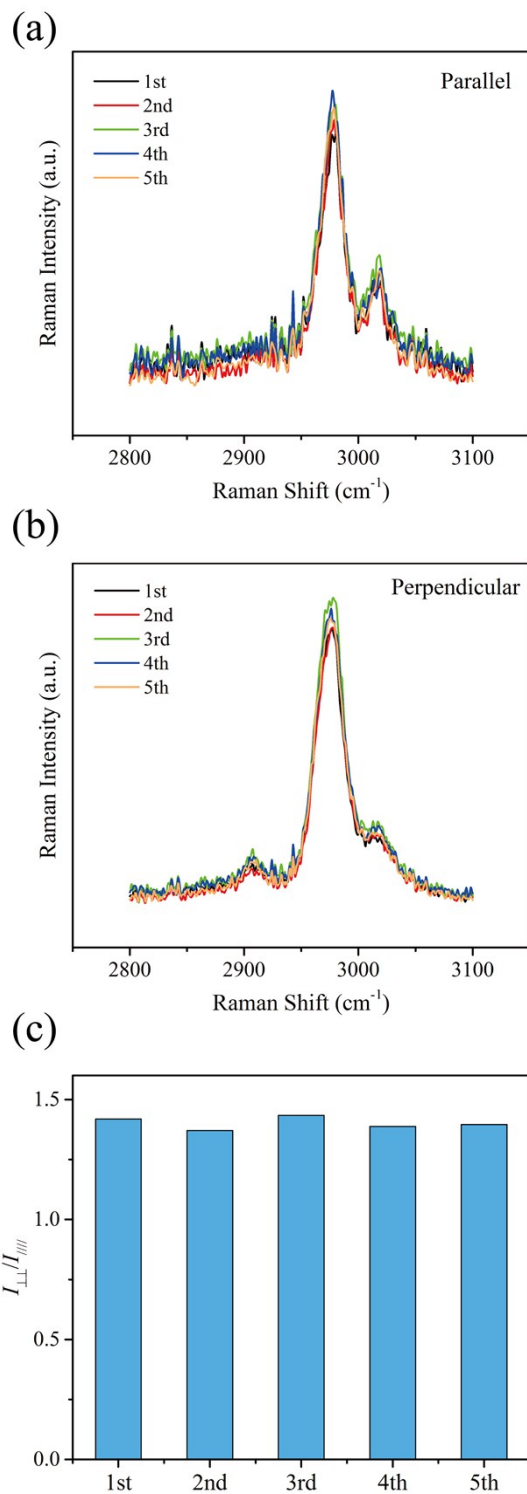 (a)
1st
2nd
3rd
4th
5th
Parallel
Raman Intensity (a.u.)
2800 2900 3000 3100
Raman Shift (cm⁻¹)
(b)
1st
2nd
3rd
4th
5th
Perpendicular
Raman Intensity (a.u.)
2800 2900 3000 3100
Raman Shift (cm⁻¹)
(c)
1.5
1.0
0.5
0.0
I⊥⊥/I////
1st 2nd 3rd 4th 5th